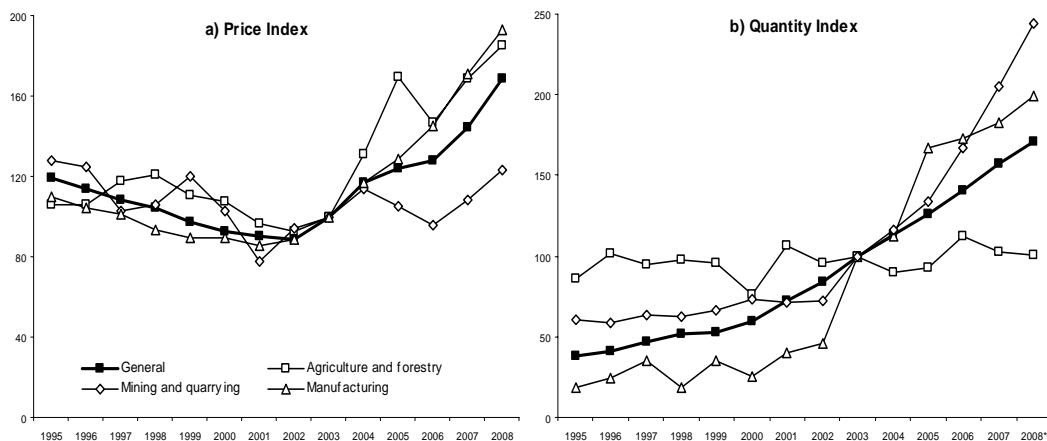 a) Price Index
200
160
120
80
40
0
1995 1996 1997 1998 1999 2000 2001 2002 2003 2004 2005 2006 2007 2008
General
Agriculture and forestry
Mining and quarrying
Manufacturing
b) Quantity Index
250
200
150
100
50
0
1995 1996 1997 1998 1999 2000 2001 2002 2003 2004 2005 2006 2007 2008*